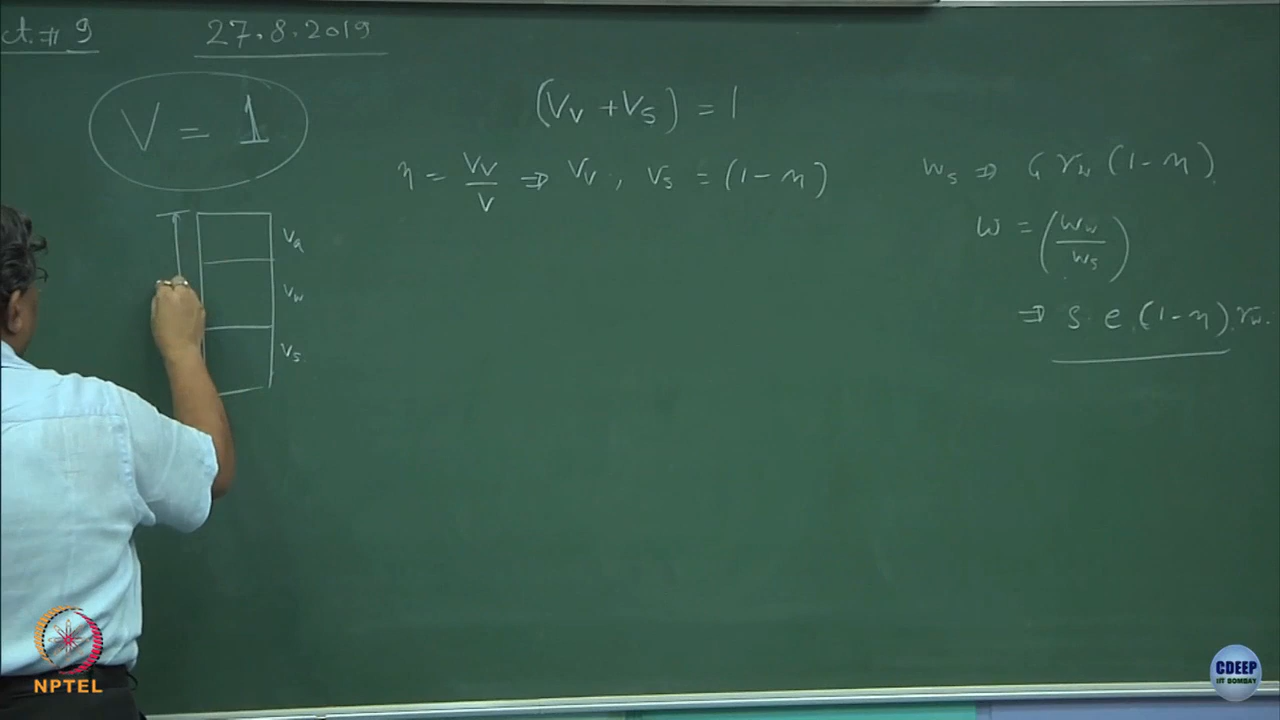 ct. # 9
27.8.2019
V = 1
(Vv + Vs) = 1
η = Vv/V ⇒ Vv, Vs = (1 - η)
Va
Vw
Vs
Ws ⇒ G γw (1 - η)
w = (Ww/Ws)
⇒ S. e. (1 - η). γw.
NPTEL
CDEEP
IIT BOMBAY